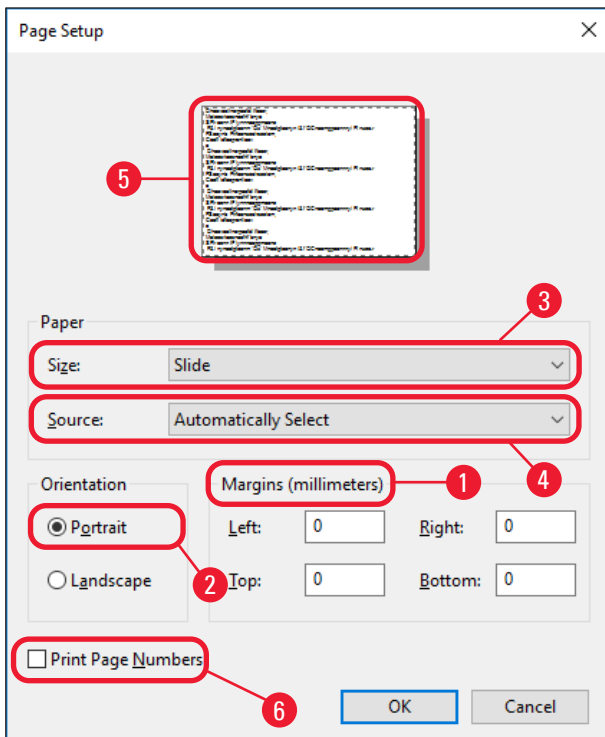 Page Setup
5
3
Paper
Size: Slide
Source: Automatically Select
4
Orientation
Margins (millimeters)
1
Portrait
Left: 0 Right: 0
Landscape
2
Top: 0 Bottom: 0
Print Page Numbers
6
OK Cancel